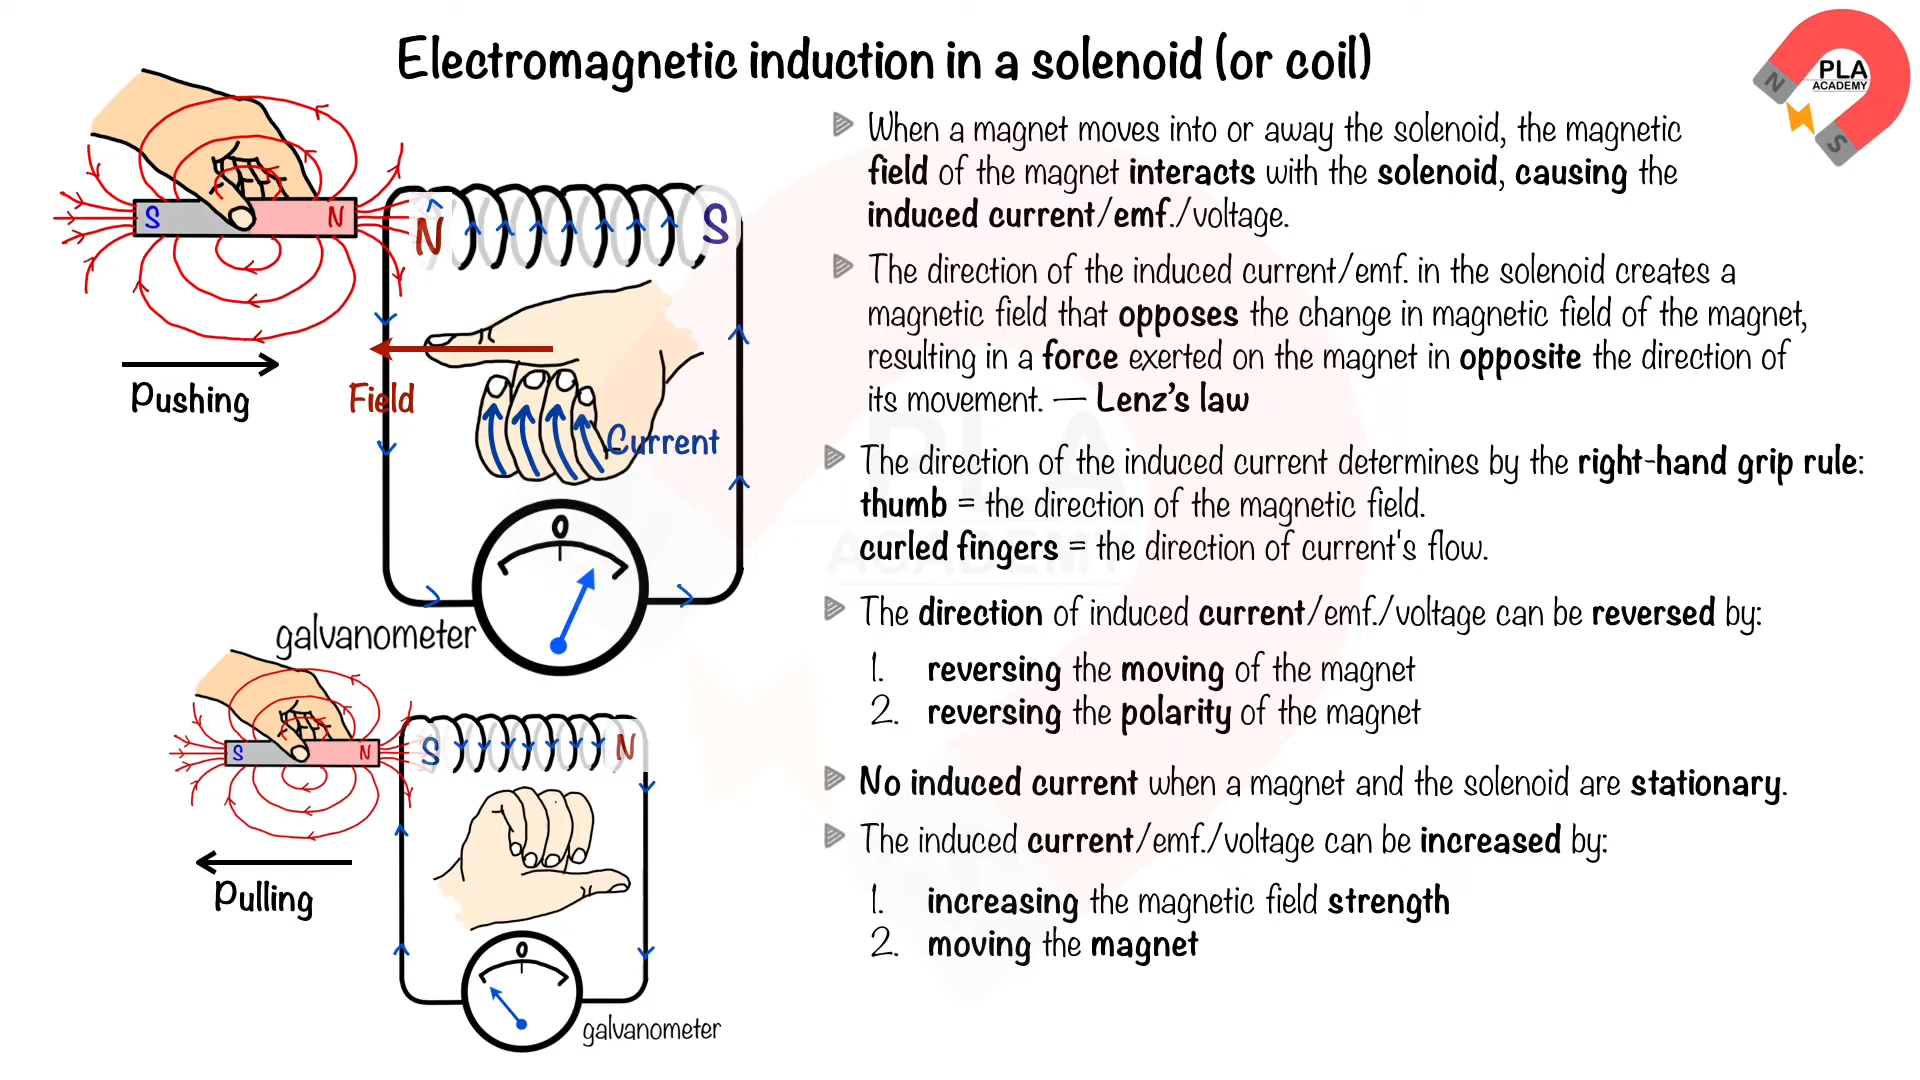 Electromagnetic induction in a solenoid (or coil)
PLA
ACADEMY
N
S
When a magnet moves into or away the solenoid, the magnetic
field of the magnet interacts with the solenoid, causing the
induced current/emf./voltage.
The direction of the induced current/emf. in the solenoid creates a
magnetic field that opposes the change in magnetic field of the magnet,
resulting in a force exerted on the magnet in opposite the direction of
its movement. — Lenz's law
The direction of the induced current determines by the right-hand grip rule:
thumb = the direction of the magnetic field.
curled fingers = the direction of current's flow.
The direction of induced current/emf./voltage can be reversed by:
1. reversing the moving of the magnet
2. reversing the polarity of the magnet
No induced current when a magnet and the solenoid are stationary.
The induced current/emf./voltage can be increased by:
1. increasing the magnetic field strength
2. moving the magnet
S N
N S
Pushing
Field
Current
0
galvanometer
S N
S N
Pulling
0
galvanometer
PLA
ACADEMY